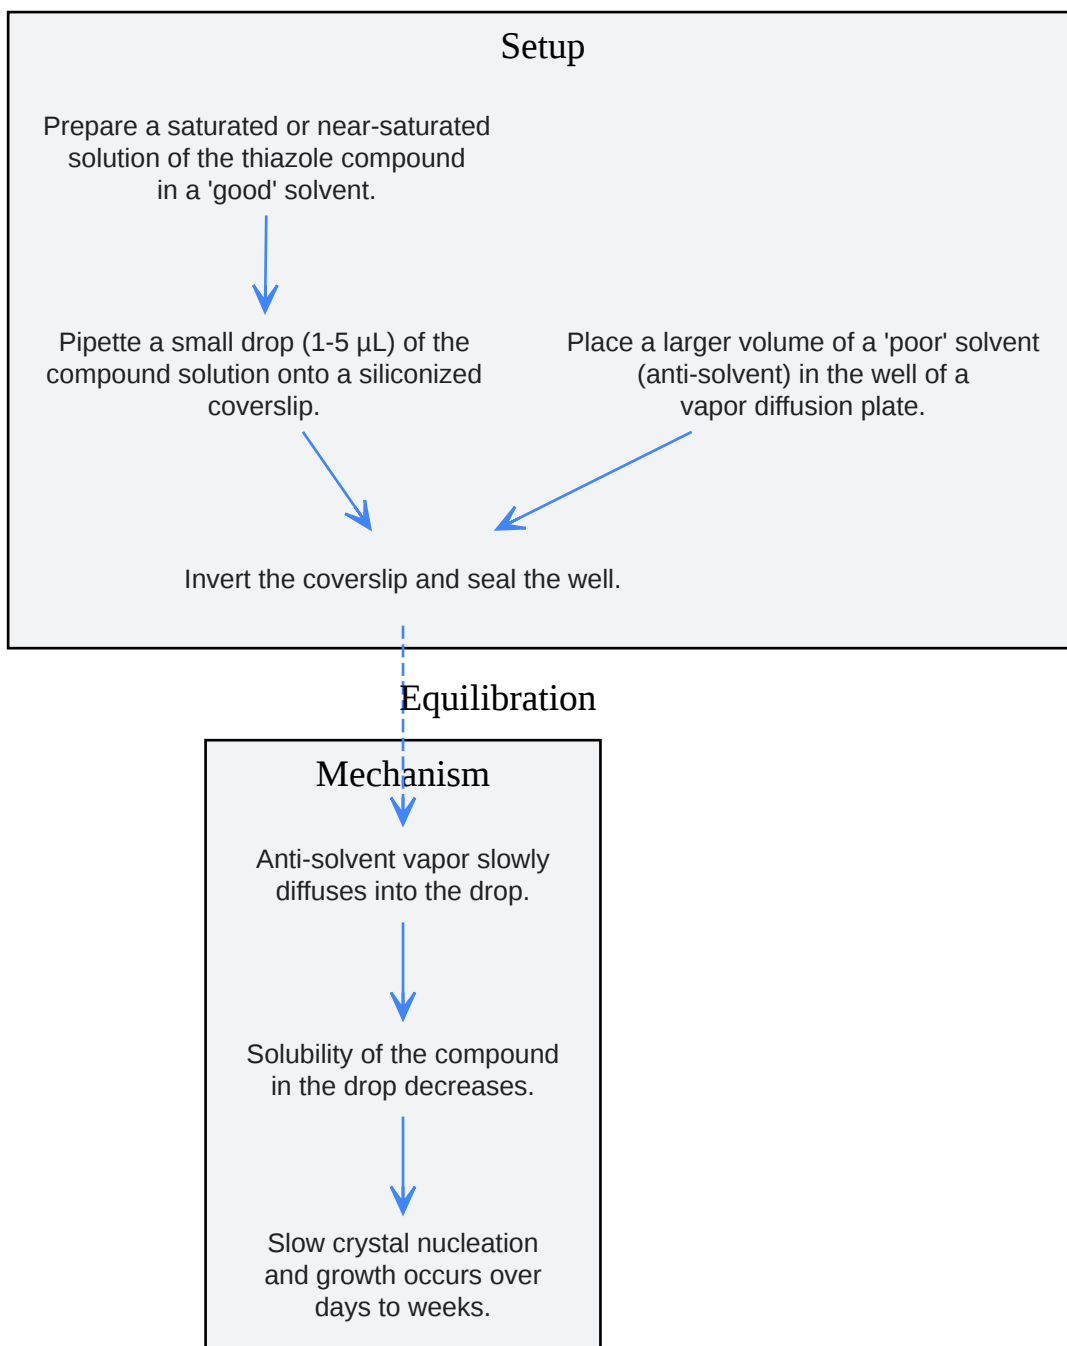 Setup
Prepare a saturated or near-saturated
solution of the thiazole compound
in a 'good' solvent.
Pipette a small drop (1-5 µL) of the
compound solution onto a siliconized
coverslip.
Place a larger volume of a 'poor' solvent
(anti-solvent) in the well of a
vapor diffusion plate.
Invert the coverslip and seal the well.
Equilibration
Mechanism
Anti-solvent vapor slowly
diffuses into the drop.
Solubility of the compound
in the drop decreases.
Slow crystal nucleation
and growth occurs over
days to weeks.